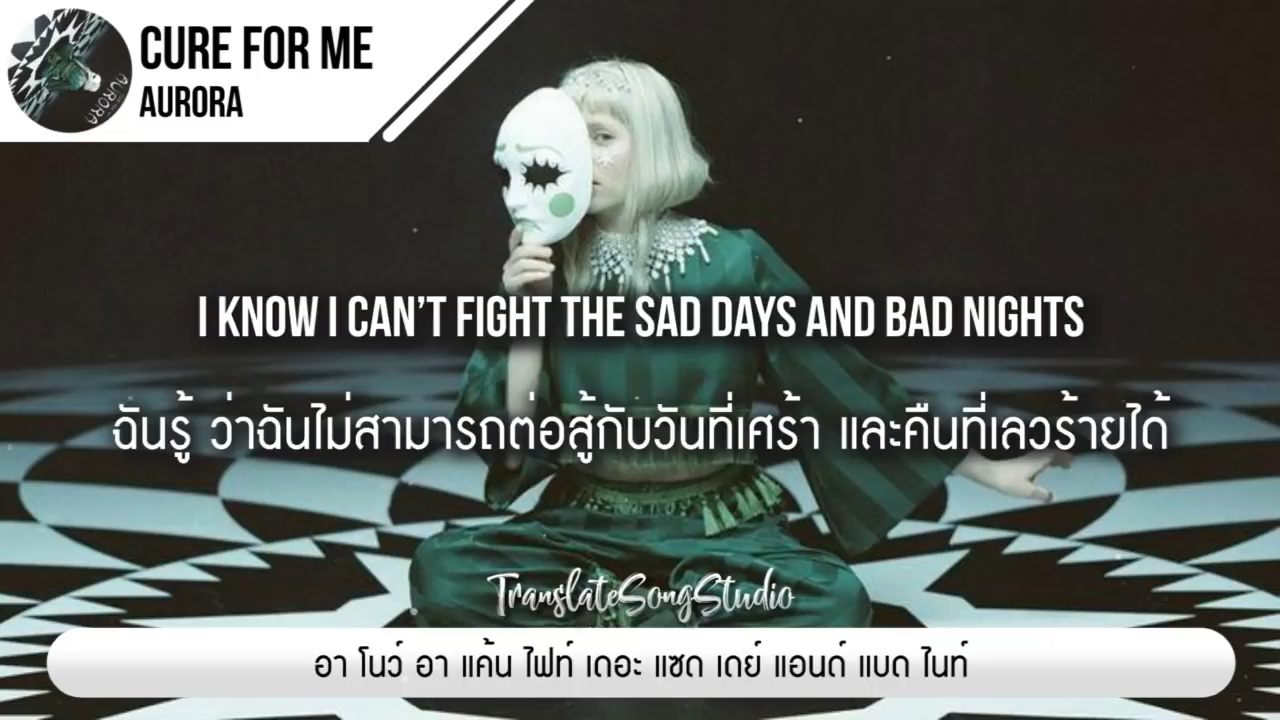 CURE FOR ME
AURORA
AURORA
I KNOW I CAN'T FIGHT THE SAD DAYS AND BAD NIGHTS
ฉันรู้ ว่าฉันไม่สามารถต่อสู้กับวันที่เศร้า และคืนที่เลวร้ายได้
TranslateSongStudio
อา โนว์ อา แค้น ไฟท์ เดอะ แซด เดย์ แอนด์ แบด ไนท์